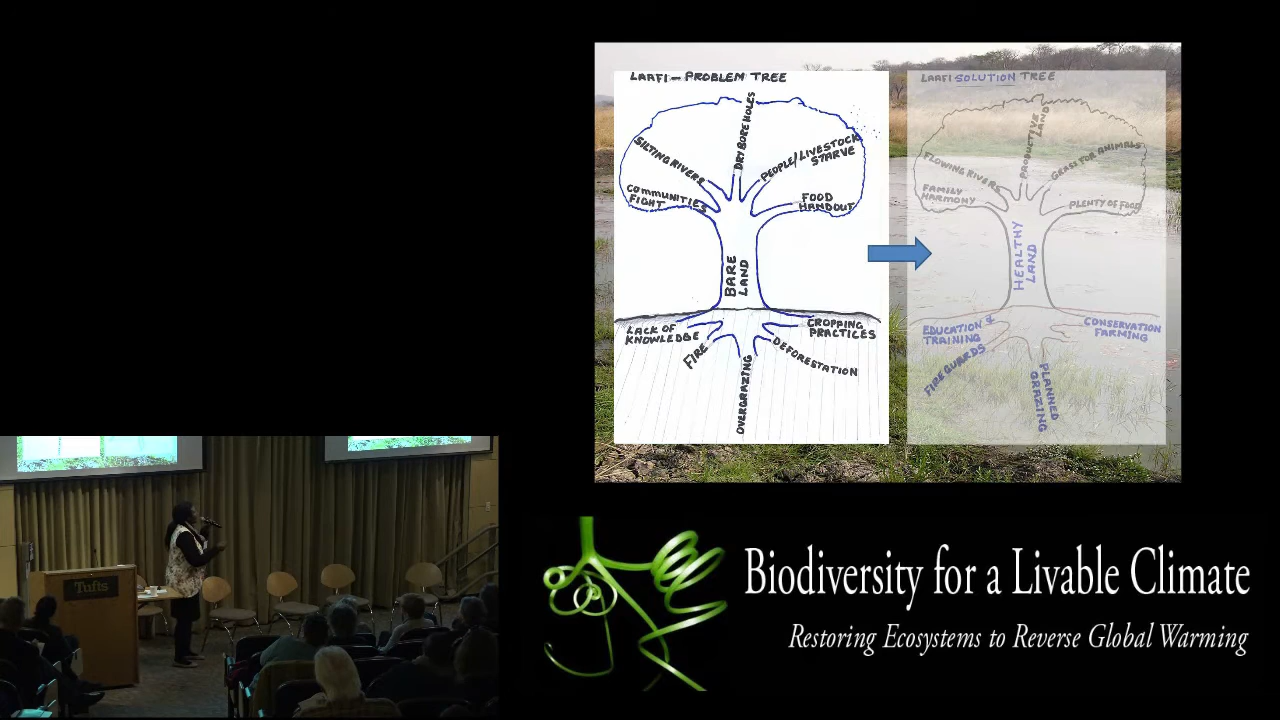 LAAFI - PROBLEM TREE
DRY BORE HOLES
SILTING RIVERS
PEOPLE/LIVESTOCK
STARVE
COMMUNITIES
FIGHT
FOOD
HANDOUT
BARE
LAND
LACK OF
KNOWLEDGE
CROPPING
PRACTICES
FIRE
DEFORESTATION
OVERGRAZING
LAAFI SOLUTION TREE
PRODUCTIVE
LAND
FLOWING RIVERS
GRASS FOR ANIMALS
FAMILY
HARMONY
PLENTY OF FOOD
HEALTHY
LAND
EDUCATION &
TRAINING
CONSERVATION
FARMING
FIRE GUARDS
PLANNED
GRAZING
Tufts
Biodiversity for a Livable Climate
Restoring Ecosystems to Reverse Global Warming